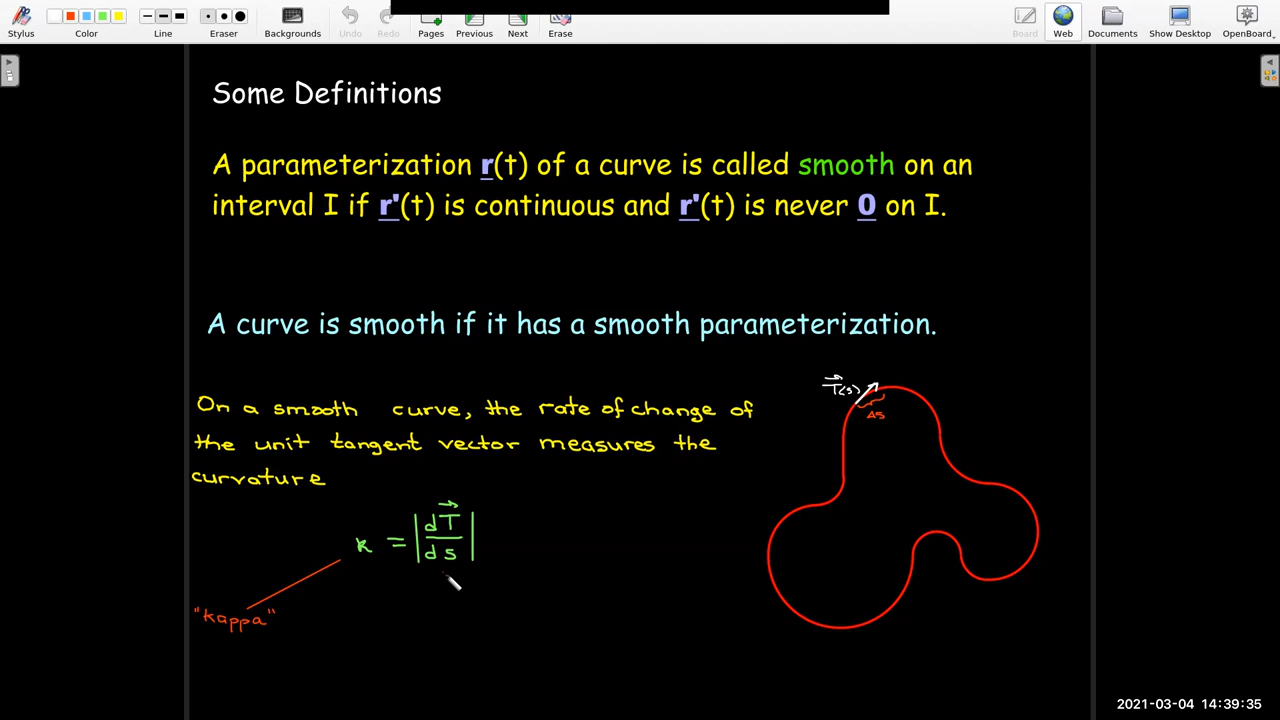 Stylus
Color
Line
Eraser
Backgrounds
Undo
Redo
Pages
Previous
Next
Erase
Board
Web
Documents
Show Desktop
OpenBoard
Some Definitions
A parameterization r(t) of a curve is called smooth on an
interval I if r'(t) is continuous and r'(t) is never 0 on I.
A curve is smooth if it has a smooth parameterization.
T(s)
Δs
On a smooth curve, the rate of change of
the unit tangent vector measures the
curvature
κ = |dT/ds|
"kappa"
2021-03-04 14:39:35